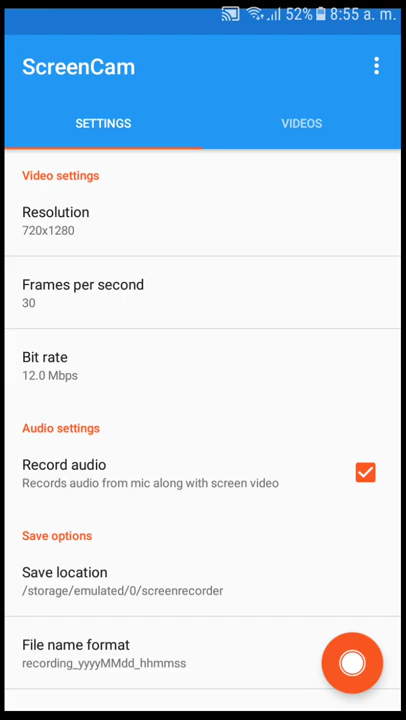 52% 8:55 a. m.
ScreenCam
SETTINGS VIDEOS
Video settings
Resolution
720x1280
Frames per second
30
Bit rate
12.0 Mbps
Audio settings
Record audio
Records audio from mic along with screen video
Save options
Save location
/storage/emulated/0/screenrecorder
File name format
recording_yyyyMMdd_hhmmss